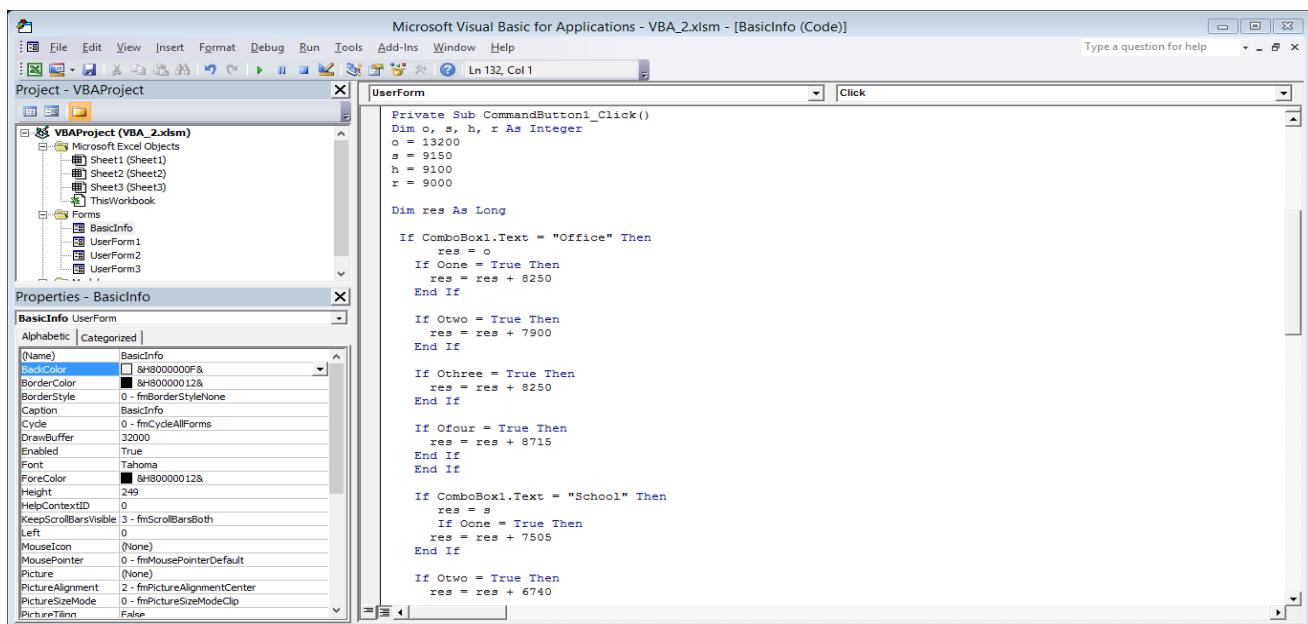 Microsoft Visual Basic for Applications - VBA_2.xlsm - [BasicInfo (Code)]
File Edit View Insert Format Debug Run Tools Add-Ins Window Help
Type a question for help
Ln 132, Col 1
Project - VBAProject
VBAProject (VBA_2.xlsm)
Microsoft Excel Objects
Sheet1 (Sheet1)
Sheet2 (Sheet2)
Sheet3 (Sheet3)
ThisWorkbook
Forms
BasicInfo
UserForm1
UserForm2
UserForm3
Properties - BasicInfo
BasicInfo UserForm
Alphabetic Categorized
(Name) BasicInfo
BackColor &H8000000F&
BorderColor &H80000012&
BorderStyle 0 - fmBorderStyleNone
Caption BasicInfo
Cycle 0 - fmCycleAllForms
DrawBuffer 32000
Enabled True
Font Tahoma
ForeColor &H80000012&
Height 249
HelpContextID 0
KeepScrollBarsVisible 3 - fmScrollBarsBoth
Left 0
MouseIcon (None)
MousePointer 0 - fmMousePointerDefault
Picture (None)
PictureAlignment 2 - fmPictureAlignmentCenter
PictureSizeMode 0 - fmPictureSizeModeClip
PictureTiling False
UserForm
Click
Private Sub CommandButton1_Click()
Dim o, s, h, r As Integer
o = 13200
s = 9150
h = 9100
r = 9000
Dim res As Long
If ComboBox1.Text = "Office" Then
res = o
If Oone = True Then
res = res + 8250
End If
If Otwo = True Then
res = res + 7900
End If
If Othree = True Then
res = res + 8250
End If
If Ofour = True Then
res = res + 8715
End If
End If
If ComboBox1.Text = "School" Then
res = s
If Oone = True Then
res = res + 7505
End If
If Otwo = True Then
res = res + 6740